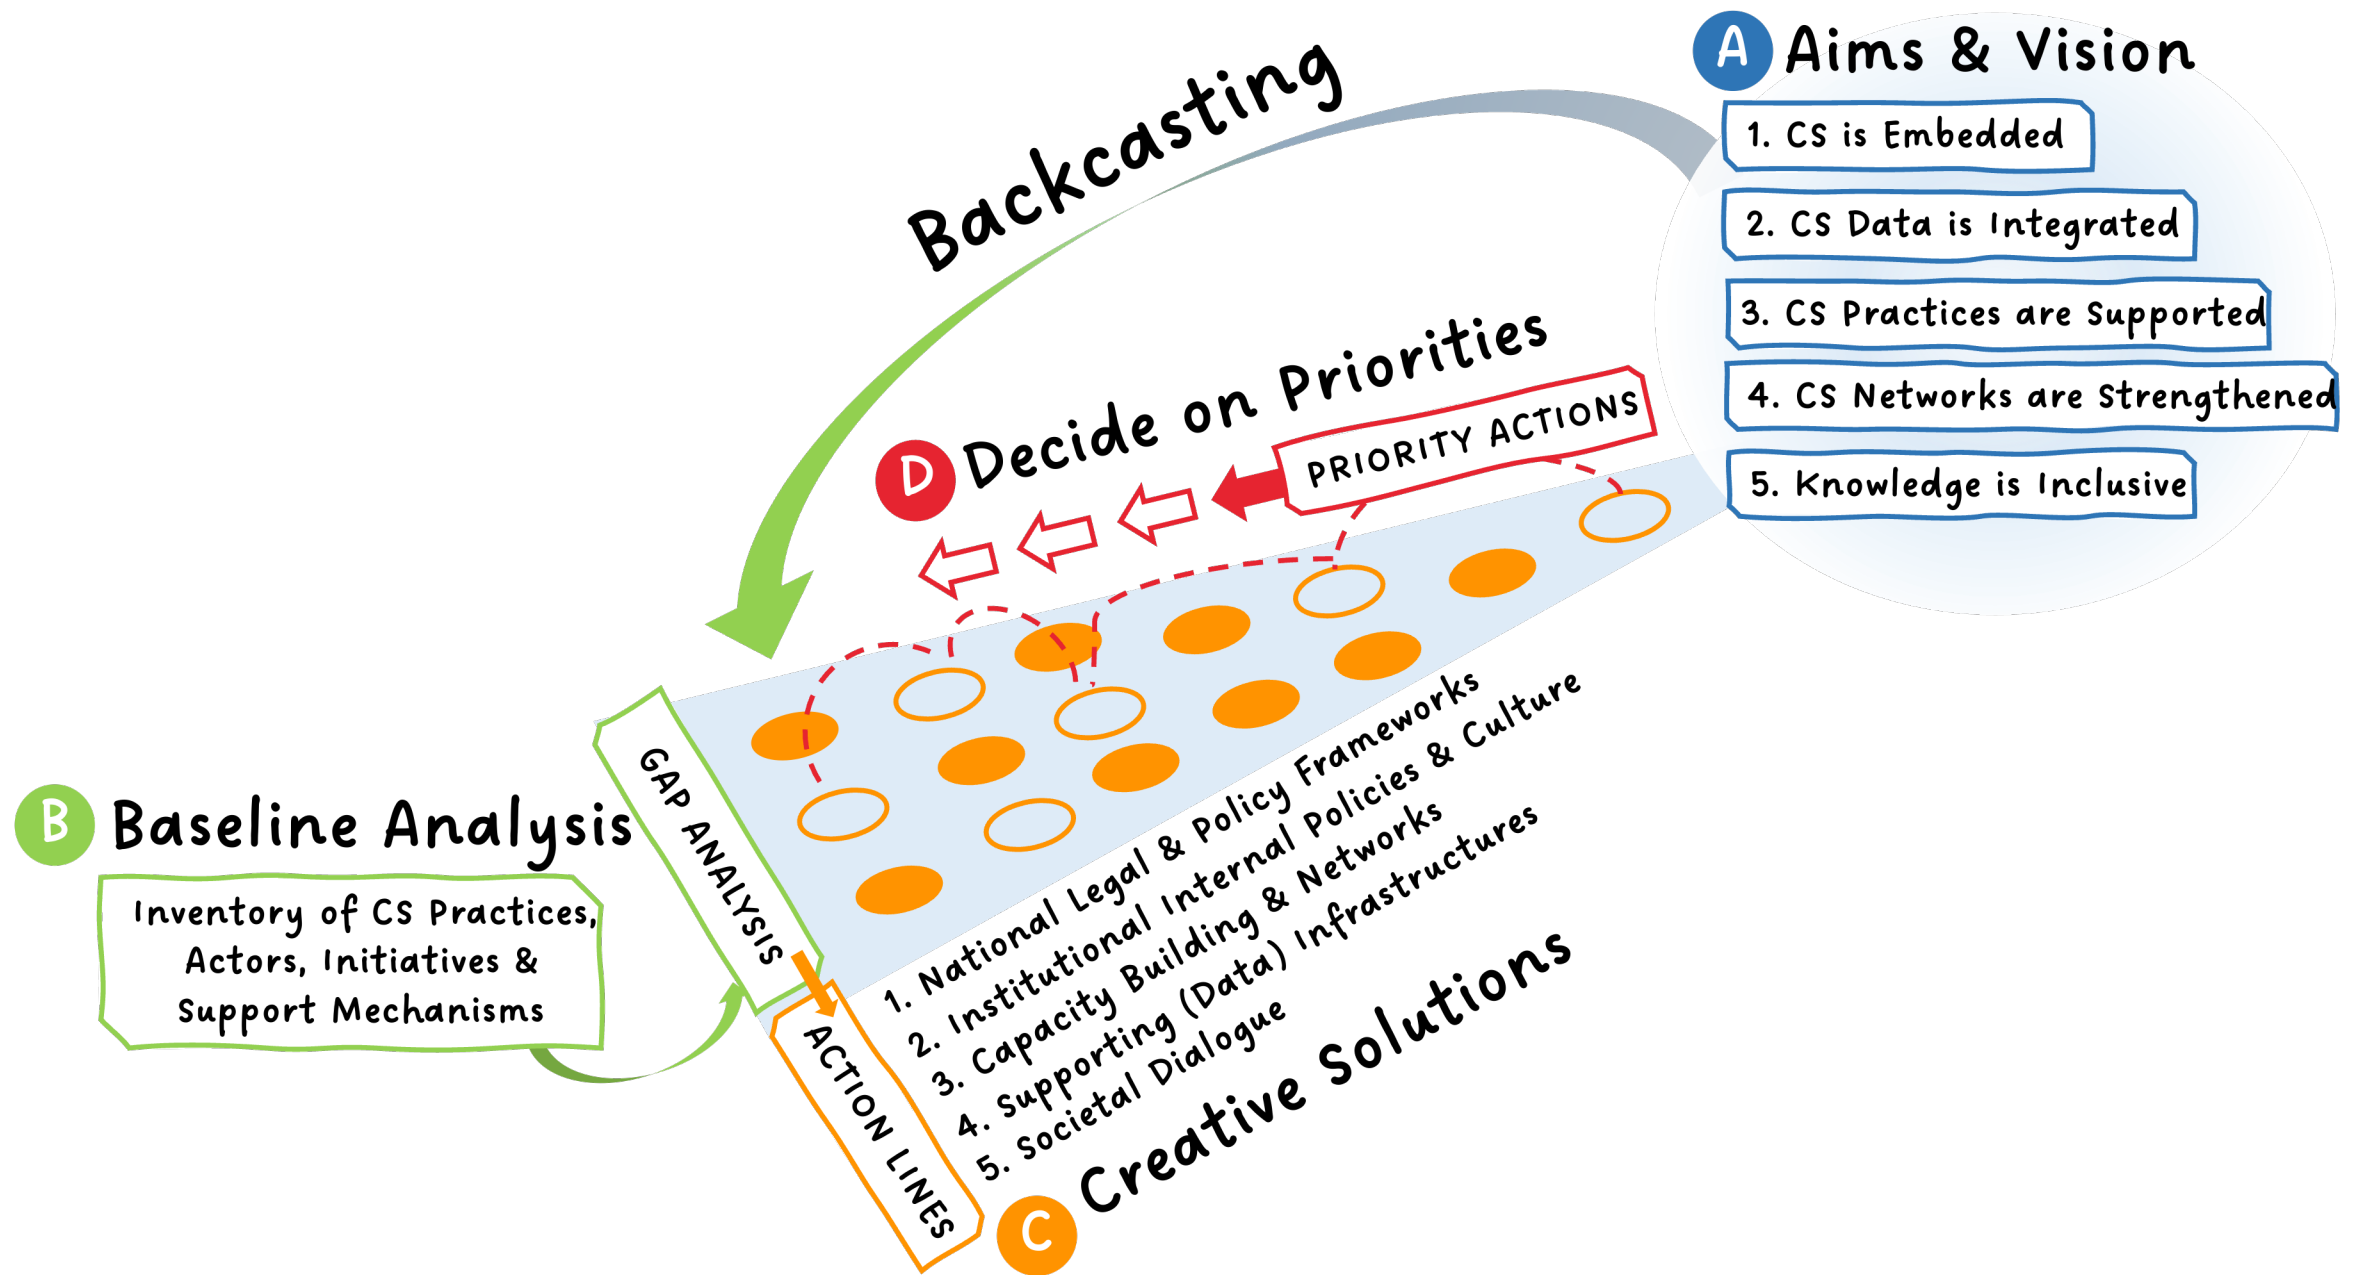 A Aims & Vision
1. CS is Embedded
2. CS Data is Integrated
3. CS Practices are Supported
4. CS Networks are Strengthened
5. Knowledge is Inclusive
Backcasting
D Decide on Priorities
PRIORITY ACTIONS
B Baseline Analysis
Inventory of CS Practices,
Actors, Initiatives &
Support Mechanisms
GAP ANALYSIS
ACTION LINES
1. National Legal & Policy Frameworks
2. Institutional Internal Policies & Culture
3. Capacity Building & Networks
4. Supporting (Data) Infrastructures
5. Societal Dialogue
C Creative Solutions